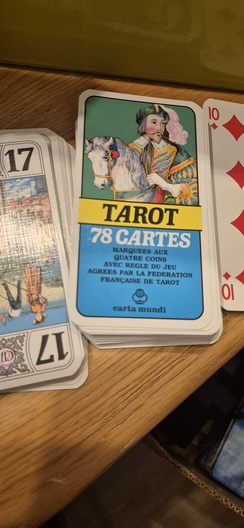 17
10
TAROT
78 CARTES
MARQUEES AUX
QUATRE COINS
AVEC REGLE DU JEU
AGREES PAR LA FEDERATION
FRANÇAISE DE TAROT
carta mundi
17
10